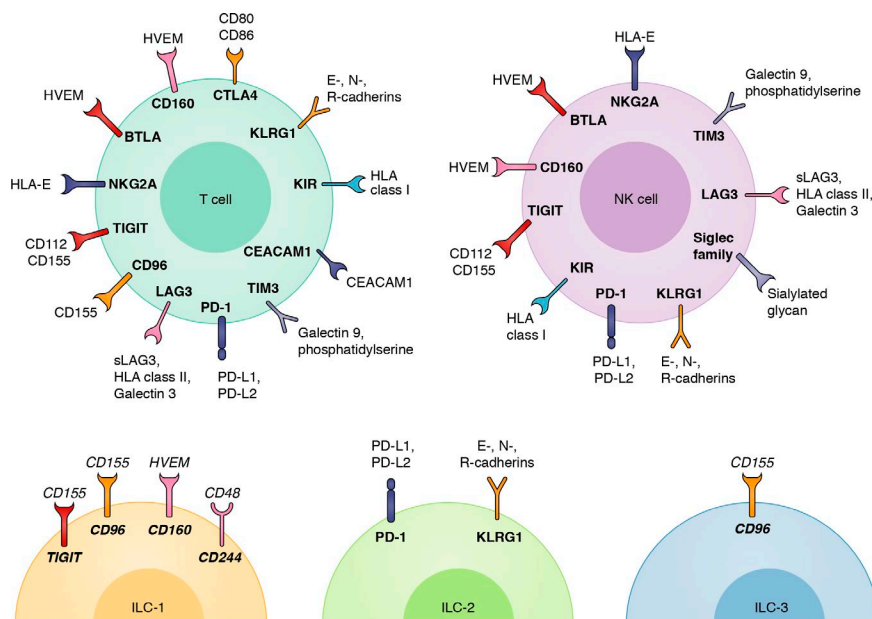 CD80
CD86
HVEM
CTLA4
CD160
E-, N-,
R-cadherins
KLRG1
HVEM
BTLA
HLA-E
NKG2A
KIR
HLA
class I
T cell
TIGIT
CD112
CD155
CD96
CD155
CEACAM1
CEACAM1
LAG3
sLAG3,
HLA class II,
Galectin 3
PD-1
PD-L1,
PD-L2
TIM3
Galectin 9,
phosphatidylserine
HLA-E
NKG2A
HVEM
BTLA
Galectin 9,
phosphatidylserine
TIM3
HVEM
CD160
NK cell
LAG3
sLAG3,
HLA class II,
Galectin 3
TIGIT
CD112
CD155
Siglec
family
Sialylated
glycan
KIR
HLA
class I
PD-1
PD-L1,
PD-L2
KLRG1
E-, N-,
R-cadherins
CD155
TIGIT
CD155
CD96
HVEM
CD160
CD48
CD244
ILC-1
PD-L1,
PD-L2
PD-1
E-, N-,
R-cadherins
KLRG1
ILC-2
CD155
CD96
ILC-3